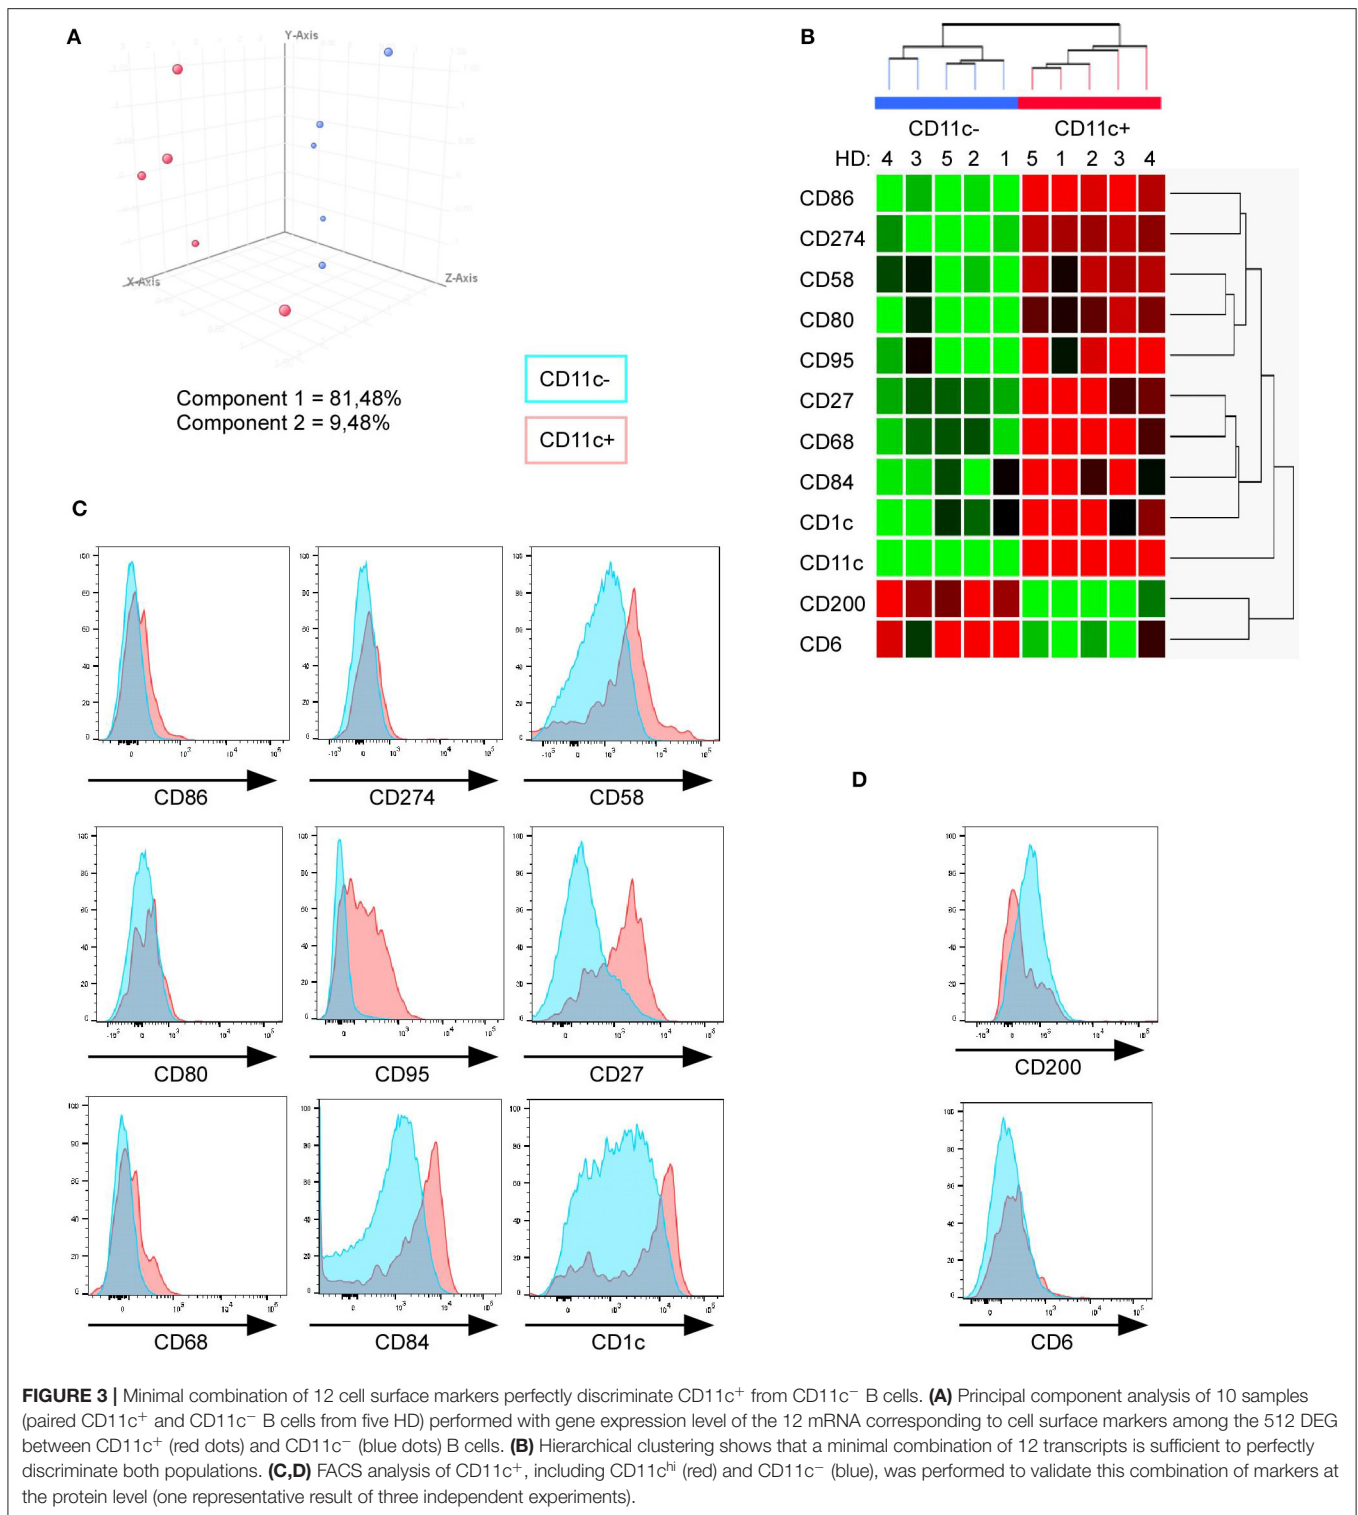 A
Y-Axis
X-Axis
Z-Axis
Component 1 = 81,48%
Component 2 = 9,48%
CD11c-
CD11c+
B
CD11c- CD11c+
HD: 4 3 5 2 1 5 1 2 3 4
CD86
CD274
CD58
CD80
CD95
CD27
CD68
CD84
CD1c
CD11c
CD200
CD6
C
CD86 CD274 CD58
CD80 CD95 CD27
CD68 CD84 CD1c
D
CD200
CD6
FIGURE 3 | Minimal combination of 12 cell surface markers perfectly discriminate CD11c⁺ from CD11c⁻ B cells. (A) Principal component analysis of 10 samples
(paired CD11c⁺ and CD11c⁻ B cells from five HD) performed with gene expression level of the 12 mRNA corresponding to cell surface markers among the 512 DEG
between CD11c⁺ (red dots) and CD11c⁻ (blue dots) B cells. (B) Hierarchical clustering shows that a minimal combination of 12 transcripts is sufficient to perfectly
discriminate both populations. (C,D) FACS analysis of CD11c⁺, including CD11cʰⁱ (red) and CD11c⁻ (blue), was performed to validate this combination of markers at
the protein level (one representative result of three independent experiments).